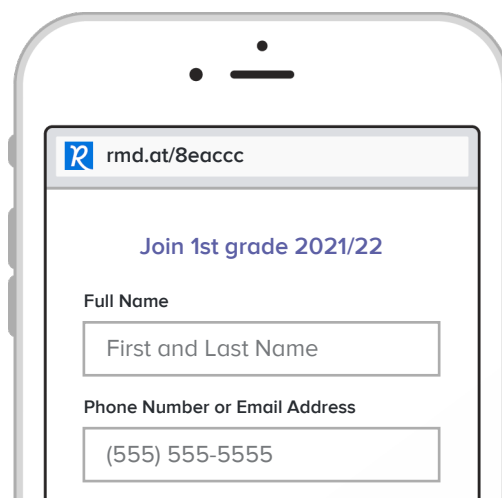 rmd.at/8eaccc
Join 1st grade 2021/22
Full Name
First and Last Name
Phone Number or Email Address
(555) 555-5555